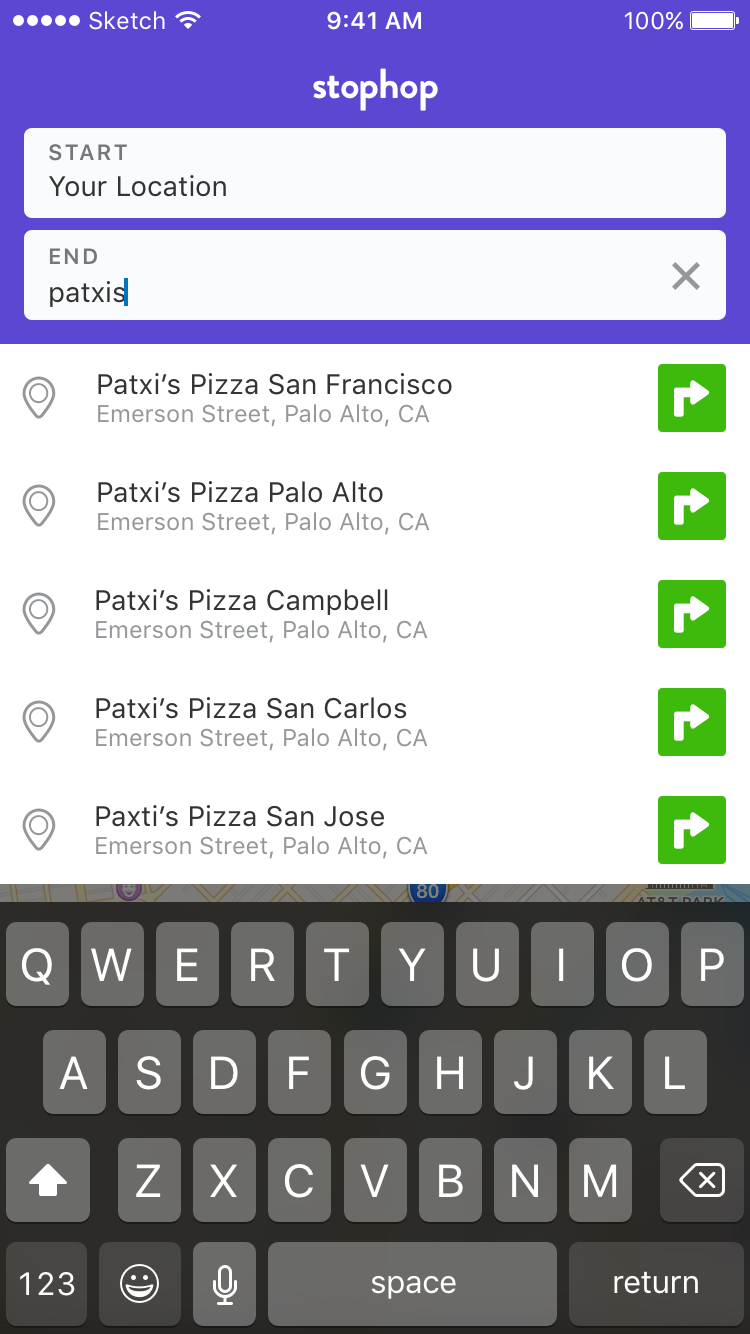 Sketch 9:41 AM 100%
stophop
START
Your Location
END
patxis
Patxi’s Pizza San Francisco
Emerson Street, Palo Alto, CA
Patxi’s Pizza Palo Alto
Emerson Street, Palo Alto, CA
Patxi’s Pizza Campbell
Emerson Street, Palo Alto, CA
Patxi’s Pizza San Carlos
Emerson Street, Palo Alto, CA
Paxti’s Pizza San Jose
Emerson Street, Palo Alto, CA
80
AT&T PARK
Q W E R T Y U I O P
A S D F G H J K L
Z X C V B N M
123 space return